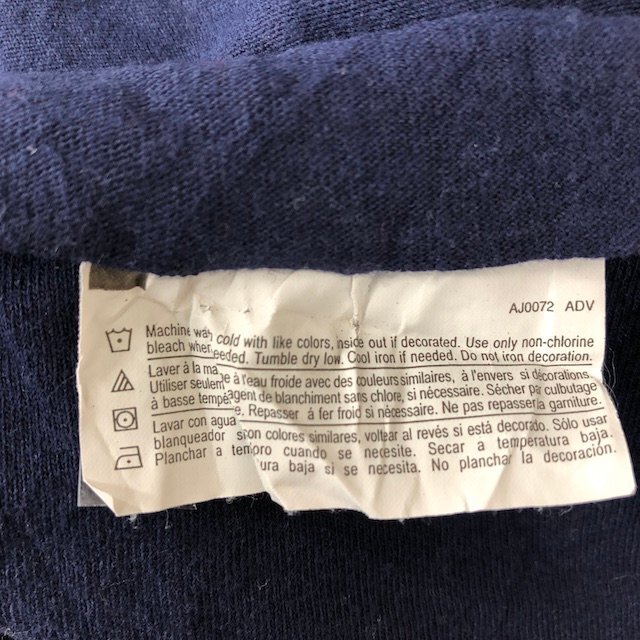 AJ0072 ADV
Machine wash cold with like colors, inside out if decorated. Use only non-chlorine
bleach when needed. Tumble dry low. Cool iron if needed. Do not iron decoration.
Laver à la ma e à l'eau froide avec des couleurs similaires, à l'envers si décorations.
Utiliser seulem agent de blanchiment sans chlore, si nécessaire. Sécher par culbutage
à basse tempé e. Repasser à fer froid si nécessaire. Ne pas repasser la garniture.
Lavar con agua colores similares, voltear al revés si está decorado. Sólo usar
blanqueador si cuando se necesite. Secar a temperatura baja.
Planchar a tem ura baja si se necesita. No planchar la decoración.